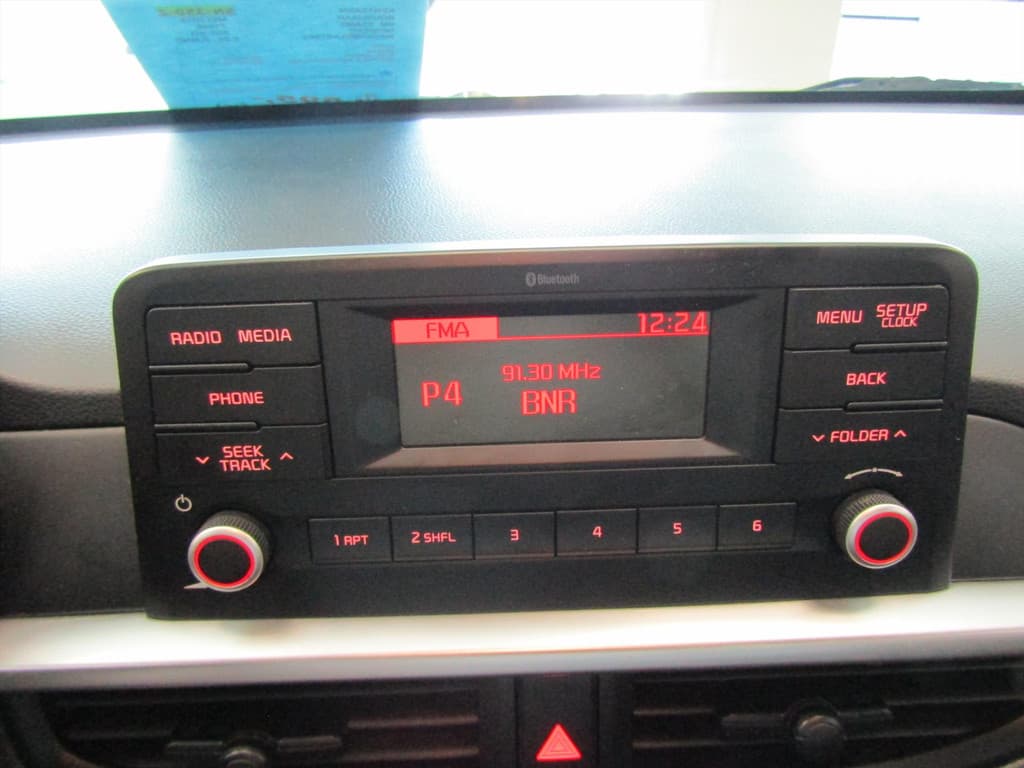 Bluetooth
RADIO MEDIA
FMA 12:24
MENU SETUP
CLOCK
91.30 MHz
P4 BNR
PHONE
BACK
SEEK
TRACK
FOLDER
1 RPT 2 SHFL 3 4 5 6